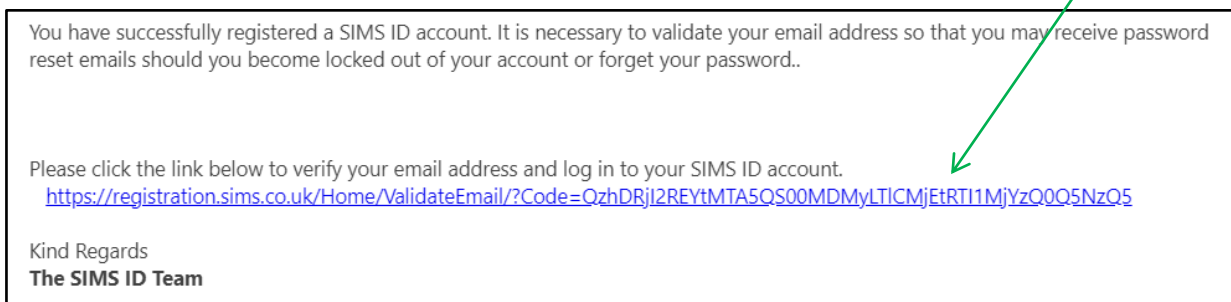 You have successfully registered a SIMS ID account. It is necessary to validate your email address so that you may receive password
reset emails should you become locked out of your account or forget your password..
Please click the link below to verify your email address and log in to your SIMS ID account.
https://registration.sims.co.uk/Home/ValidateEmail/?Code=QzhDRjI2REYtMTA5QS00MDMyLTlCMjEtRTI1MjYzQ0Q5NzQ5
Kind Regards
The SIMS ID Team